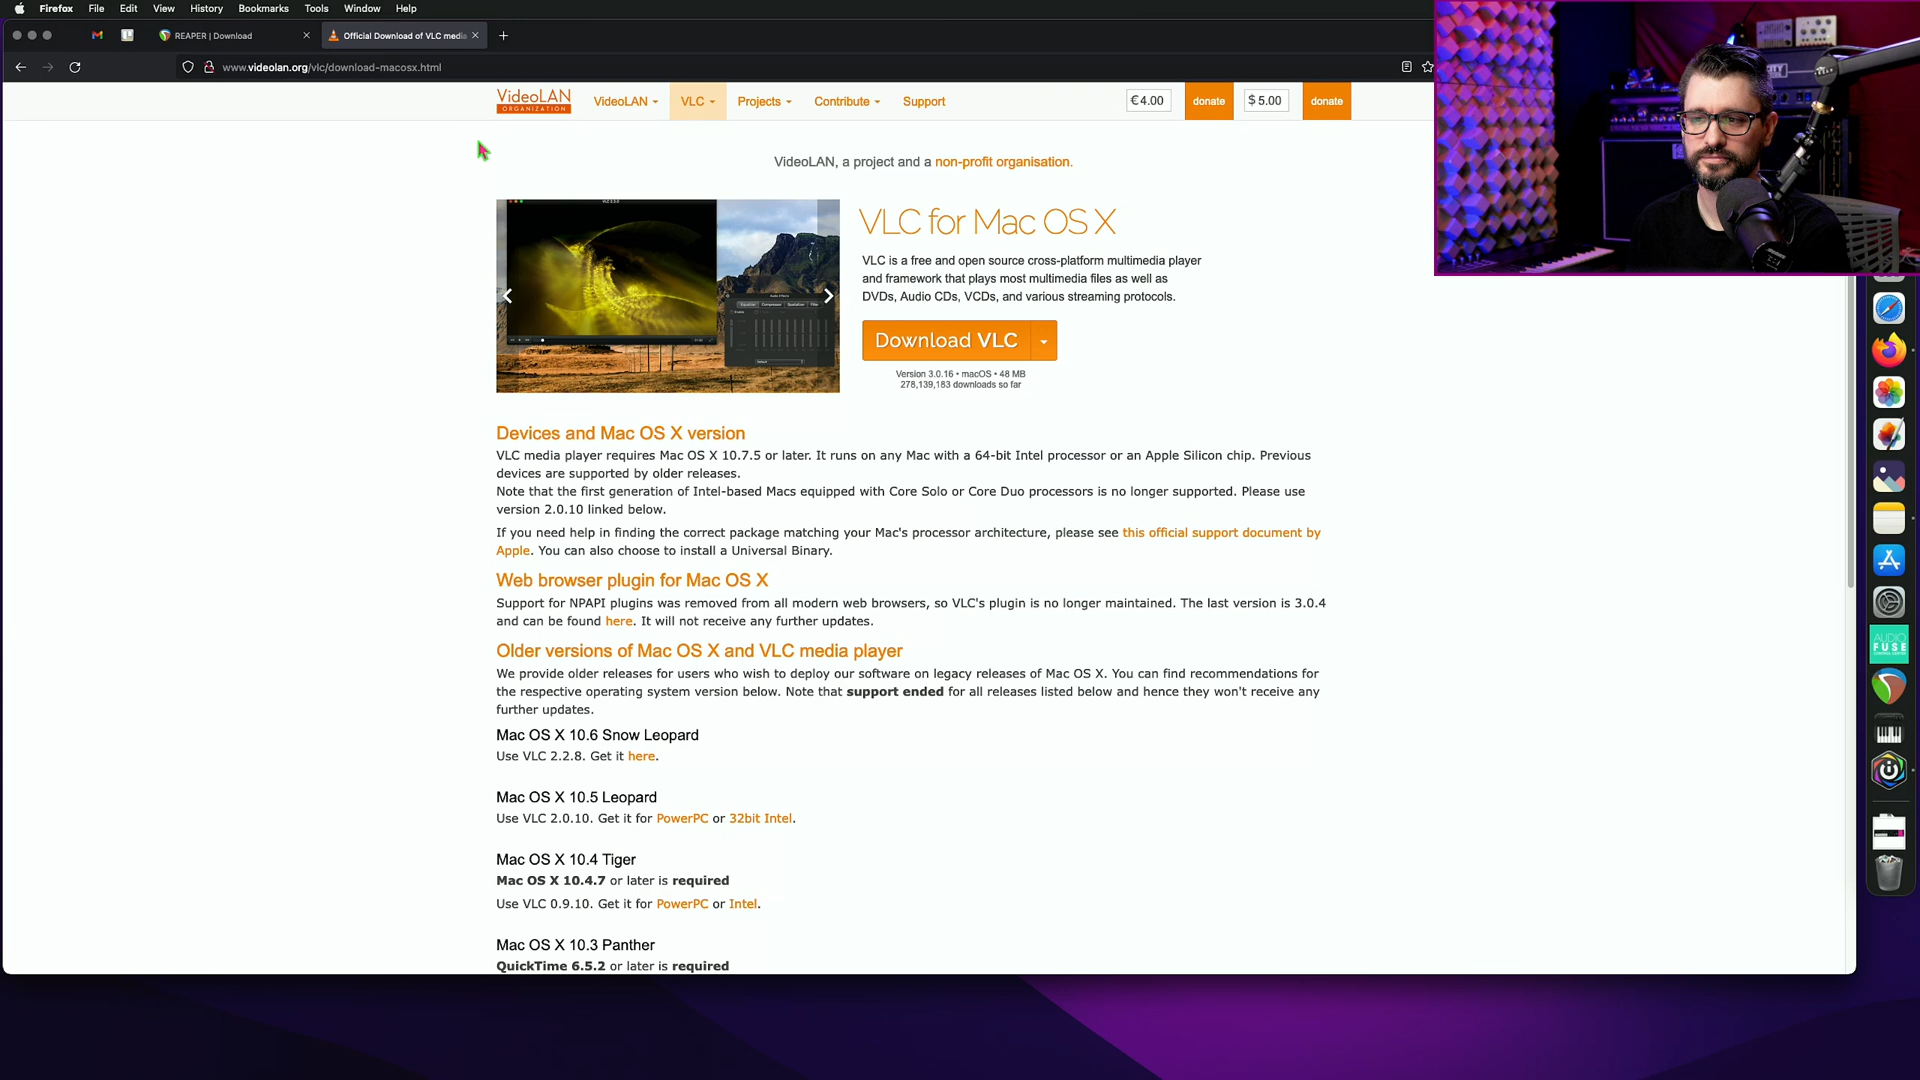 Firefox File Edit View History Bookmarks Tools Window Help
REAPER | Download
Official Download of VLC media
www.videolan.org/vlc/download-macosx.html
VideoLAN
ORGANIZATION
VideoLAN VLC Projects Contribute Support
€ 4.00 donate $ 5.00 donate
VideoLAN, a project and a non-profit organisation.
VLC for Mac OS X
VLC is a free and open source cross-platform multimedia player
and framework that plays most multimedia files as well as
DVDs, Audio CDs, VCDs, and various streaming protocols.
Download VLC
Version 3.0.16 • macOS • 48 MB
278,139,183 downloads so far
Devices and Mac OS X version
VLC media player requires Mac OS X 10.7.5 or later. It runs on any Mac with a 64-bit Intel processor or an Apple Silicon chip. Previous
devices are supported by older releases.
Note that the first generation of Intel-based Macs equipped with Core Solo or Core Duo processors is no longer supported. Please use
version 2.0.10 linked below.
If you need help in finding the correct package matching your Mac's processor architecture, please see this official support document by
Apple. You can also choose to install a Universal Binary.
Web browser plugin for Mac OS X
Support for NPAPI plugins was removed from all modern web browsers, so VLC's plugin is no longer maintained. The last version is 3.0.4
and can be found here. It will not receive any further updates.
Older versions of Mac OS X and VLC media player
We provide older releases for users who wish to deploy our software on legacy releases of Mac OS X. You can find recommendations for
the respective operating system version below. Note that support ended for all releases listed below and hence they won't receive any
further updates.
Mac OS X 10.6 Snow Leopard
Use VLC 2.2.8. Get it here.
Mac OS X 10.5 Leopard
Use VLC 2.0.10. Get it for PowerPC or 32bit Intel.
Mac OS X 10.4 Tiger
Mac OS X 10.4.7 or later is required
Use VLC 0.9.10. Get it for PowerPC or Intel.
Mac OS X 10.3 Panther
QuickTime 6.5.2 or later is required
AUDIO
FUSE